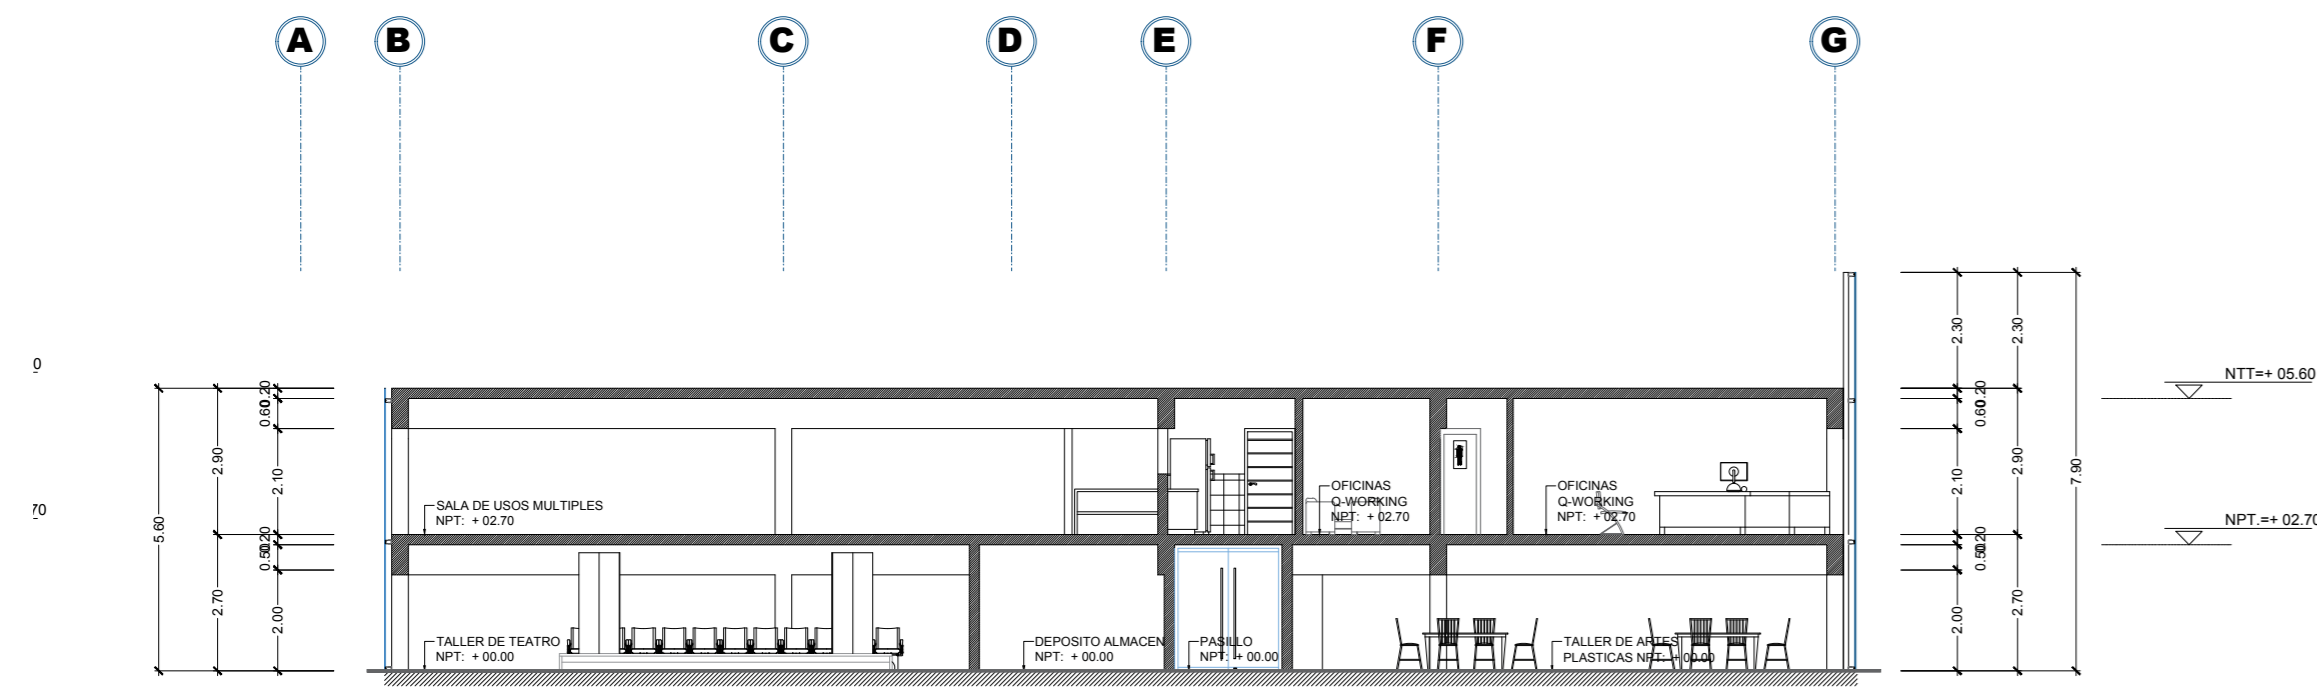 A B C D E F G
0
70
5.60
2.90
2.70
0.20
0.60
2.10
0.20
0.50
2.00
SALA DE USOS MULTIPLES
NPT: + 02.70
OFICINAS
Q-WORKING
NPT: + 02.70
OFICINAS
Q-WORKING
NPT: + 02.70
TALLER DE TEATRO
NPT: + 00.00
DEPOSITO ALMACEN
NPT: + 00.00
PASILLO
NPT: + 00.00
TALLER DE ARTES
PLASTICAS NPT: + 00.00
2.30
0.20
0.60
2.10
0.20
0.50
2.00
2.30
2.90
2.70
7.90
NTT=+ 05.60
NPT.=+ 02.70